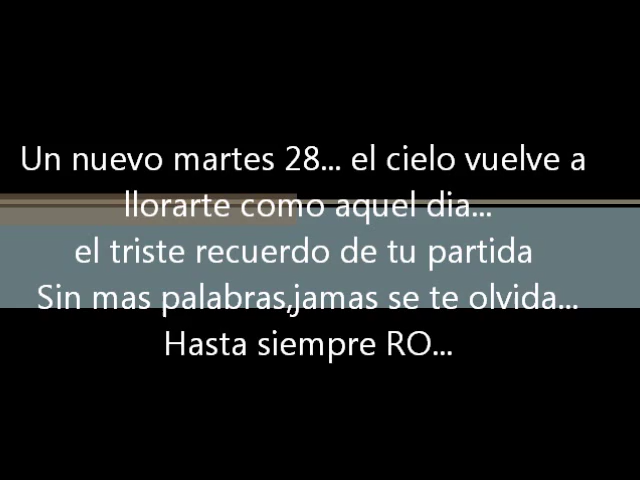 Un nuevo martes 28... el cielo vuelve a
llorarte como aquel dia...
el triste recuerdo de tu partida
Sin mas palabras,jamas se te olvida...
Hasta siempre RO...